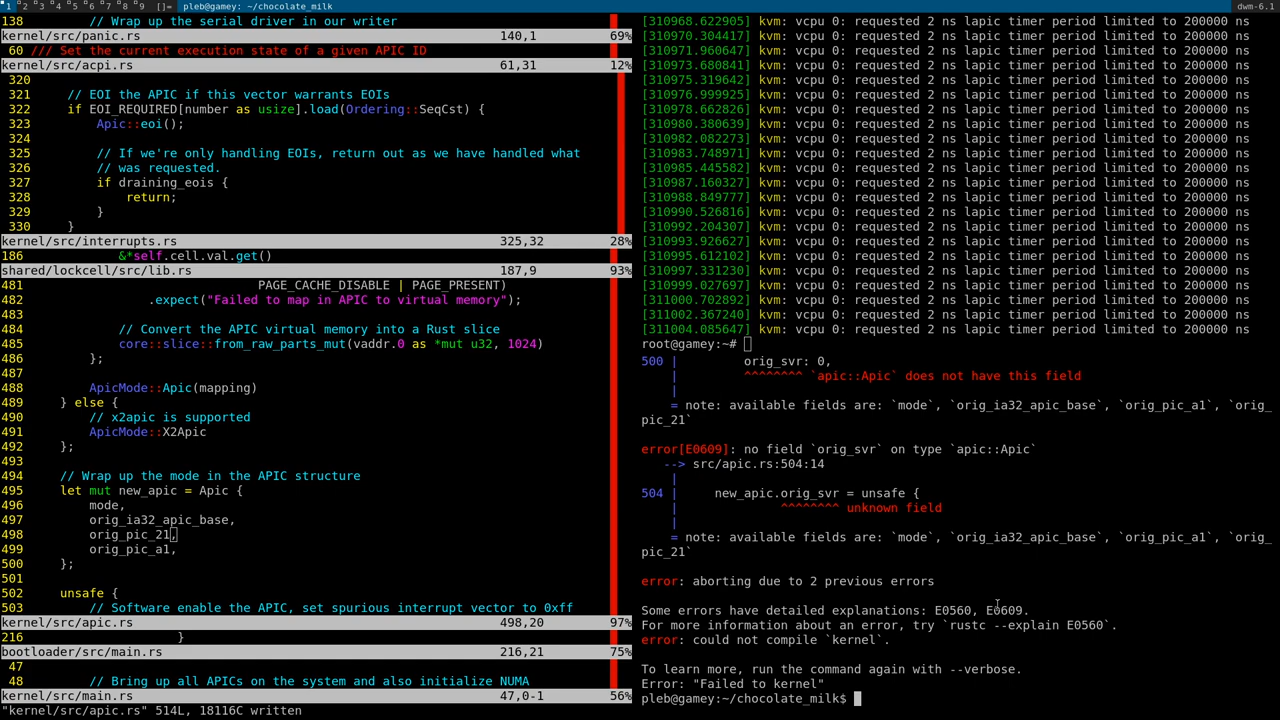 1 2 3 4 5 6 7 8 9 []= pleb@gamey: ~/chocolate_milk dwm-6.1
138 // Wrap up the serial driver in our writer
kernel/src/panic.rs 140,1 69%
60 /// Set the current execution state of a given APIC ID
kernel/src/acpi.rs 61,31 12%
320
321 // EOI the APIC if this vector warrants EOIs
322 if EOI_REQUIRED[number as usize].load(Ordering::SeqCst) {
323 Apic::eoi();
324
325 // If we're only handling EOIs, return out as we have handled what
326 // was requested.
327 if draining_eois {
328 return;
329 }
330 }
kernel/src/interrupts.rs 325,32 28%
186 &*self.cell.val.get()
shared/lockcell/src/lib.rs 187,9 93%
481 PAGE_CACHE_DISABLE | PAGE_PRESENT)
482 .expect("Failed to map in APIC to virtual memory");
483
484 // Convert the APIC virtual memory into a Rust slice
485 core::slice::from_raw_parts_mut(vaddr.0 as *mut u32, 1024)
486 };
487
488 ApicMode::Apic(mapping)
489 } else {
490 // x2apic is supported
491 ApicMode::X2Apic
492 };
493
494 // Wrap up the mode in the APIC structure
495 let mut new_apic = Apic {
496 mode,
497 orig_ia32_apic_base,
498 orig_pic_21,
499 orig_pic_a1,
500 };
501
502 unsafe {
503 // Software enable the APIC, set spurious interrupt vector to 0xff
kernel/src/apic.rs 498,20 97%
216 }
bootloader/src/main.rs 216,21 75%
47
48 // Bring up all APICs on the system and also initialize NUMA
kernel/src/main.rs 47,0-1 56%
"kernel/src/apic.rs" 514L, 18116C written
[310968.622905] kvm: vcpu 0: requested 2 ns lapic timer period limited to 200000 ns
[310970.304417] kvm: vcpu 0: requested 2 ns lapic timer period limited to 200000 ns
[310971.960647] kvm: vcpu 0: requested 2 ns lapic timer period limited to 200000 ns
[310973.680841] kvm: vcpu 0: requested 2 ns lapic timer period limited to 200000 ns
[310975.319642] kvm: vcpu 0: requested 2 ns lapic timer period limited to 200000 ns
[310976.999925] kvm: vcpu 0: requested 2 ns lapic timer period limited to 200000 ns
[310978.662826] kvm: vcpu 0: requested 2 ns lapic timer period limited to 200000 ns
[310980.380639] kvm: vcpu 0: requested 2 ns lapic timer period limited to 200000 ns
[310982.082273] kvm: vcpu 0: requested 2 ns lapic timer period limited to 200000 ns
[310983.748971] kvm: vcpu 0: requested 2 ns lapic timer period limited to 200000 ns
[310985.445582] kvm: vcpu 0: requested 2 ns lapic timer period limited to 200000 ns
[310987.160327] kvm: vcpu 0: requested 2 ns lapic timer period limited to 200000 ns
[310988.849777] kvm: vcpu 0: requested 2 ns lapic timer period limited to 200000 ns
[310990.526816] kvm: vcpu 0: requested 2 ns lapic timer period limited to 200000 ns
[310992.204307] kvm: vcpu 0: requested 2 ns lapic timer period limited to 200000 ns
[310993.926627] kvm: vcpu 0: requested 2 ns lapic timer period limited to 200000 ns
[310995.612102] kvm: vcpu 0: requested 2 ns lapic timer period limited to 200000 ns
[310997.331230] kvm: vcpu 0: requested 2 ns lapic timer period limited to 200000 ns
[310999.027697] kvm: vcpu 0: requested 2 ns lapic timer period limited to 200000 ns
[311000.702892] kvm: vcpu 0: requested 2 ns lapic timer period limited to 200000 ns
[311002.367240] kvm: vcpu 0: requested 2 ns lapic timer period limited to 200000 ns
[311004.085647] kvm: vcpu 0: requested 2 ns lapic timer period limited to 200000 ns
root@gamey:~#
500 | orig_svr: 0,
| ^^^^^^^^ `apic::Apic` does not have this field
|
= note: available fields are: `mode`, `orig_ia32_apic_base`, `orig_pic_a1`, `orig_
pic_21`
error[E0609]: no field `orig_svr` on type `apic::Apic`
--> src/apic.rs:504:14
|
504 | new_apic.orig_svr = unsafe {
| ^^^^^^^^ unknown field
|
= note: available fields are: `mode`, `orig_ia32_apic_base`, `orig_pic_a1`, `orig_
pic_21`
error: aborting due to 2 previous errors
Some errors have detailed explanations: E0560, E0609.
For more information about an error, try `rustc --explain E0560`.
error: could not compile `kernel`.
To learn more, run the command again with --verbose.
Error: "Failed to kernel"
pleb@gamey:~/chocolate_milk$